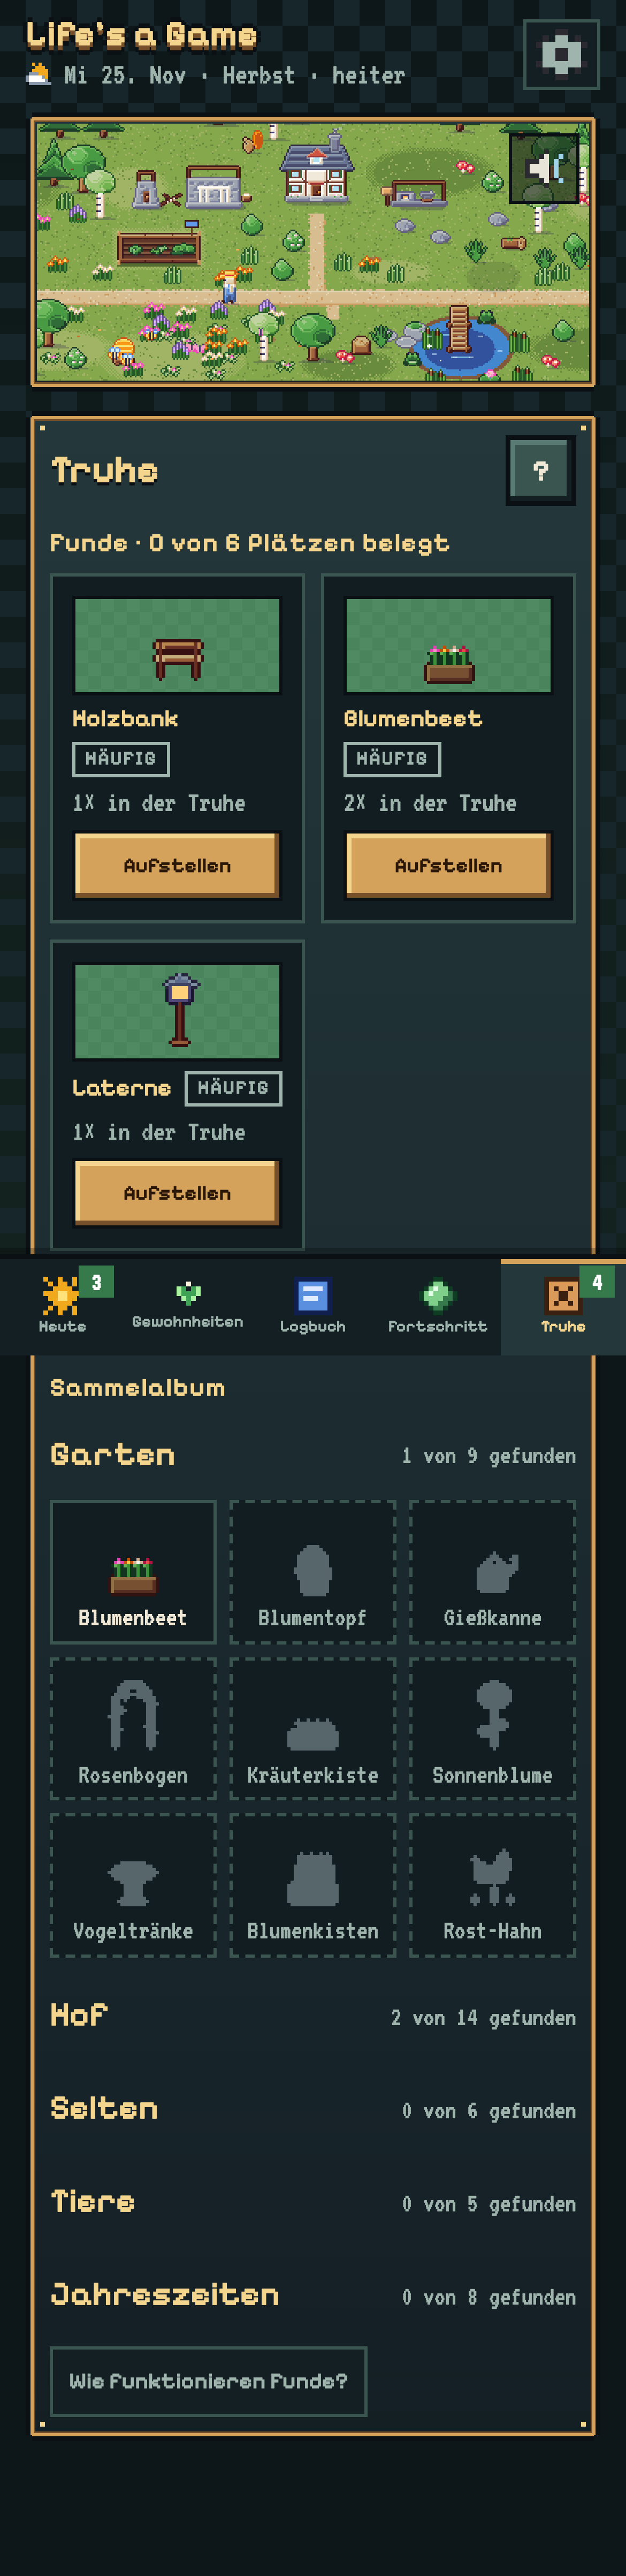 Life's a Game
Mi 25. Nov · Herbst · heiter
Truhe
?
Funde · 0 von 6 Plätzen belegt
Holzbank
HÄUFIG
1X in der Truhe
Aufstellen
Blumenbeet
HÄUFIG
2X in der Truhe
Aufstellen
Laterne
HÄUFIG
1X in der Truhe
Aufstellen
3
Heute
Gewohnheiten
Logbuch
Fortschritt
4
Truhe
Sammelalbum
Garten
1 von 9 gefunden
Blumenbeet
Blumentopf
Gießkanne
Rosenbogen
Kräuterkiste
Sonnenblume
Vogeltränke
Blumenkisten
Rost-Hahn
Hof
2 von 14 gefunden
Selten
0 von 6 gefunden
Tiere
0 von 5 gefunden
Jahreszeiten
0 von 8 gefunden
Wie funktionieren Funde?